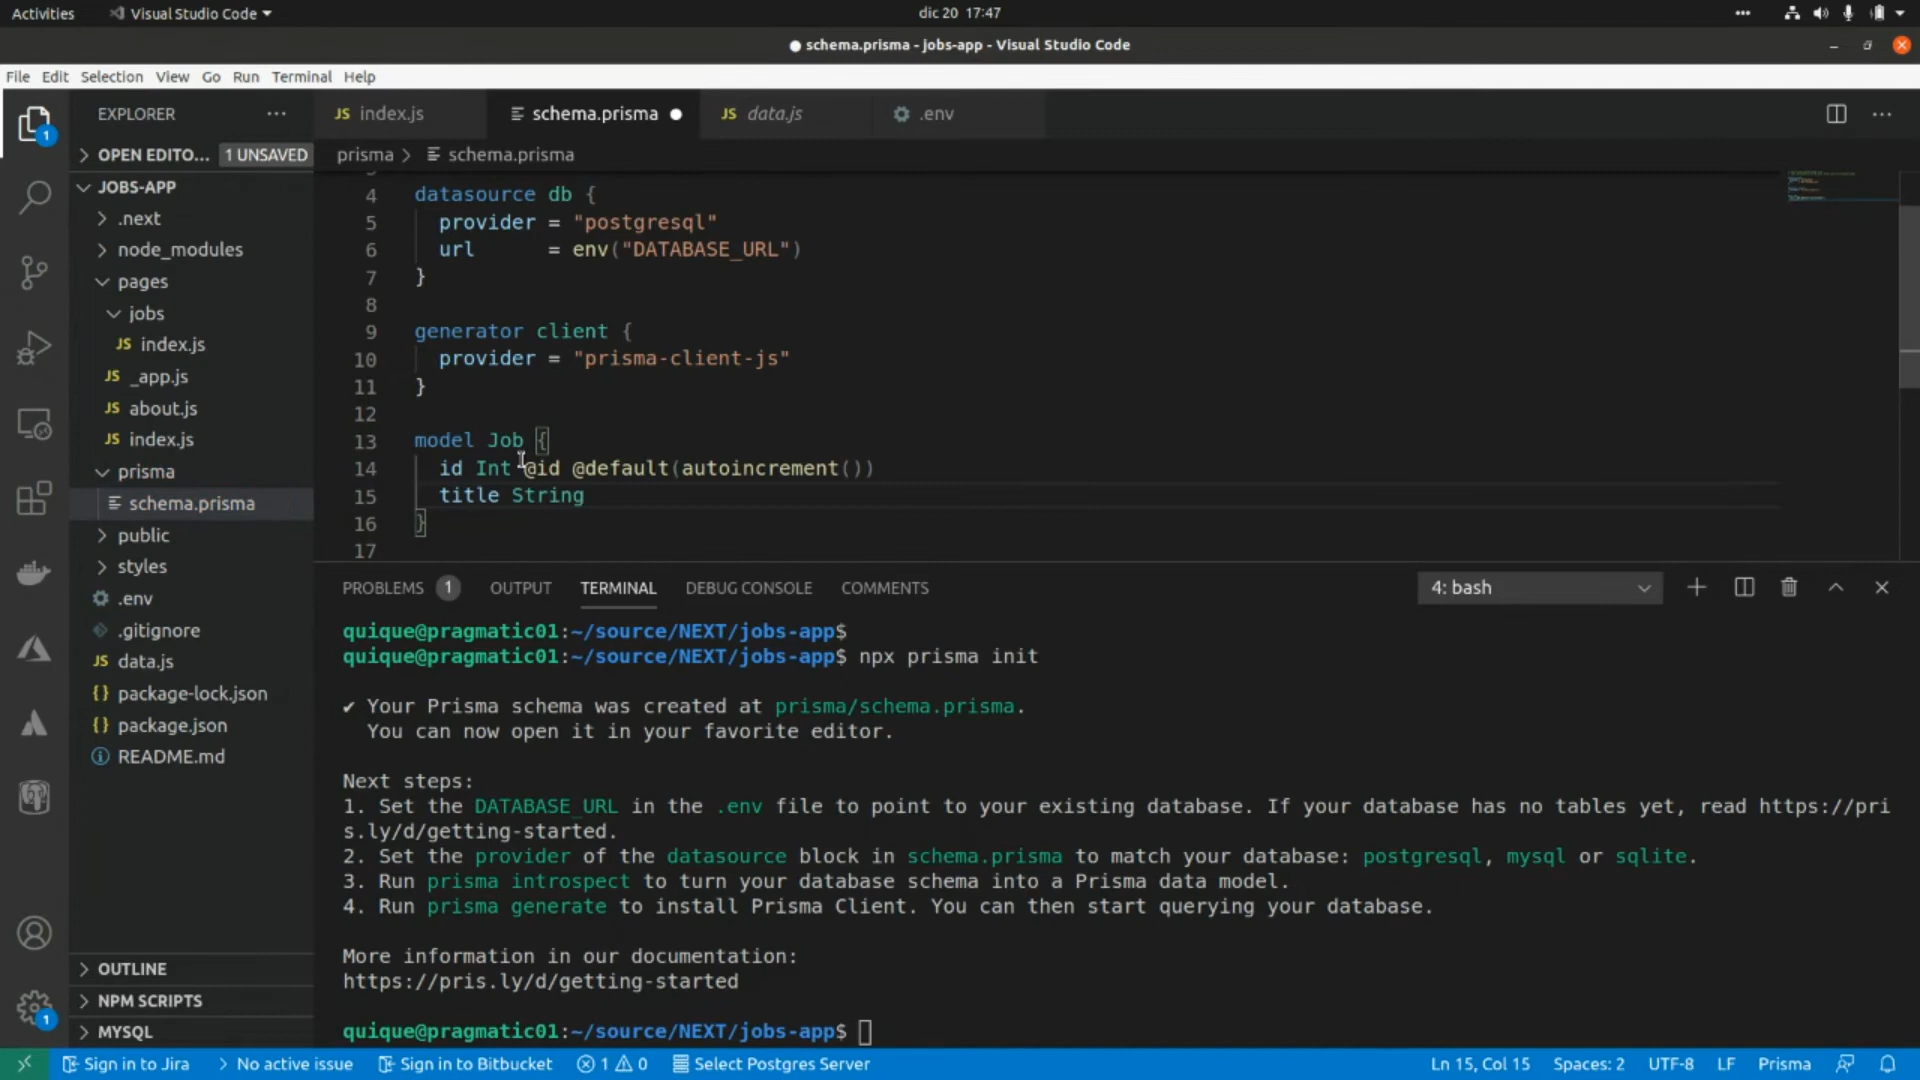 Activities
Visual Studio Code
dic 20 17:47
schema.prisma - jobs-app - Visual Studio Code
File Edit Selection View Go Run Terminal Help
EXPLORER
JS index.js
schema.prisma
JS data.js
.env
OPEN EDITO... 1 UNSAVED
prisma > schema.prisma
JOBS-APP
.next
node_modules
pages
jobs
JS index.js
JS _app.js
JS about.js
JS index.js
prisma
schema.prisma
public
styles
.env
.gitignore
JS data.js
{} package-lock.json
{} package.json
README.md
OUTLINE
NPM SCRIPTS
MYSQL
4 datasource db {
5 provider = "postgresql"
6 url = env("DATABASE_URL")
7 }
8
9 generator client {
10 provider = "prisma-client-js"
11 }
12
13 model Job {
14 id Int @id @default(autoincrement())
15 title String
16 }
17
PROBLEMS 1 OUTPUT TERMINAL DEBUG CONSOLE COMMENTS
4: bash
quique@pragmatic01:~/source/NEXT/jobs-app$
quique@pragmatic01:~/source/NEXT/jobs-app$ npx prisma init
✔ Your Prisma schema was created at prisma/schema.prisma.
You can now open it in your favorite editor.
Next steps:
1. Set the DATABASE_URL in the .env file to point to your existing database. If your database has no tables yet, read https://pri
s.ly/d/getting-started.
2. Set the provider of the datasource block in schema.prisma to match your database: postgresql, mysql or sqlite.
3. Run prisma introspect to turn your database schema into a Prisma data model.
4. Run prisma generate to install Prisma Client. You can then start querying your database.
More information in our documentation:
https://pris.ly/d/getting-started
quique@pragmatic01:~/source/NEXT/jobs-app$
1
1
Sign in to Jira
No active issue
Sign in to Bitbucket
1 0
Select Postgres Server
Ln 15, Col 15
Spaces: 2
UTF-8
LF
Prisma